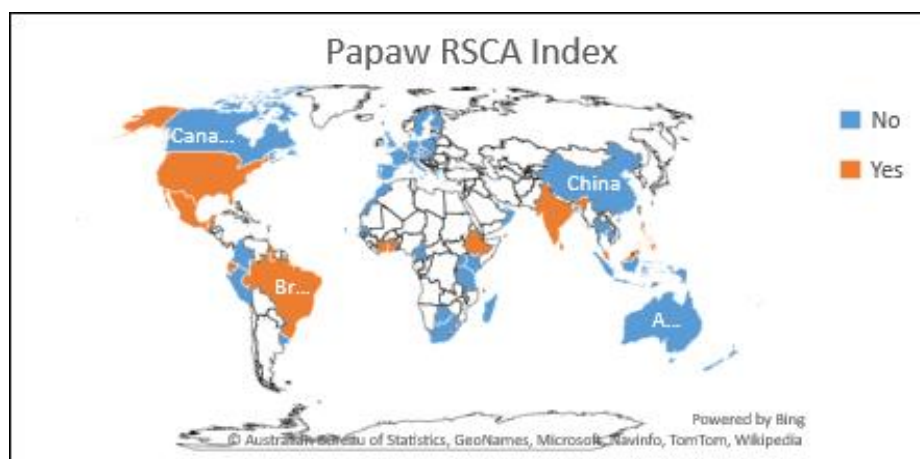 Papaw RSCA Index
No
Yes
Cana...
China
Br...
A...
Powered by Bing
© Australian Bureau of Statistics, GeoNames, Microsoft, Navinfo, TomTom, Wikipedia